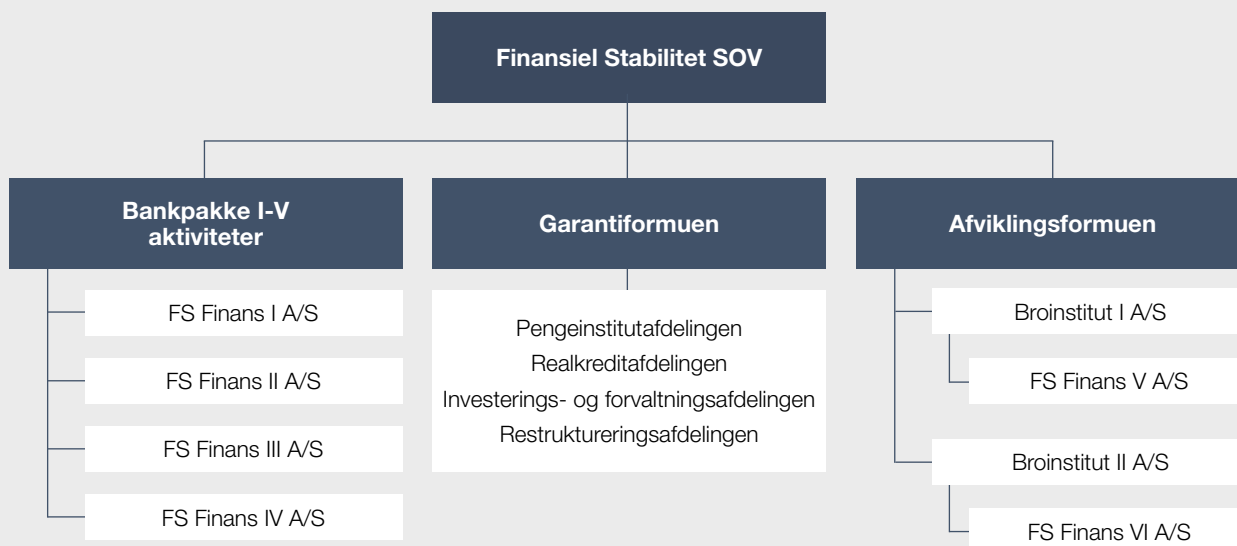 Finansiel Stabilitet SOV
Bankpakke I-V
aktiviteter
FS Finans I A/S
FS Finans II A/S
FS Finans III A/S
FS Finans IV A/S
Garantiformuen
Pengeinstitutafdelingen
Realkreditafdelingen
Investerings- og forvaltningsafdelingen
Restruktureringsafdelingen
Afviklingsformuen
Broinstitut I A/S
FS Finans V A/S
Broinstitut II A/S
FS Finans VI A/S